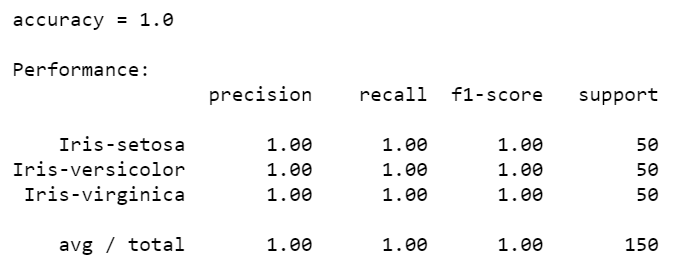 accuracy = 1.0
Performance:
precision recall f1-score support
Iris-setosa 1.00 1.00 1.00 50
Iris-versicolor 1.00 1.00 1.00 50
Iris-virginica 1.00 1.00 1.00 50
avg / total 1.00 1.00 1.00 150